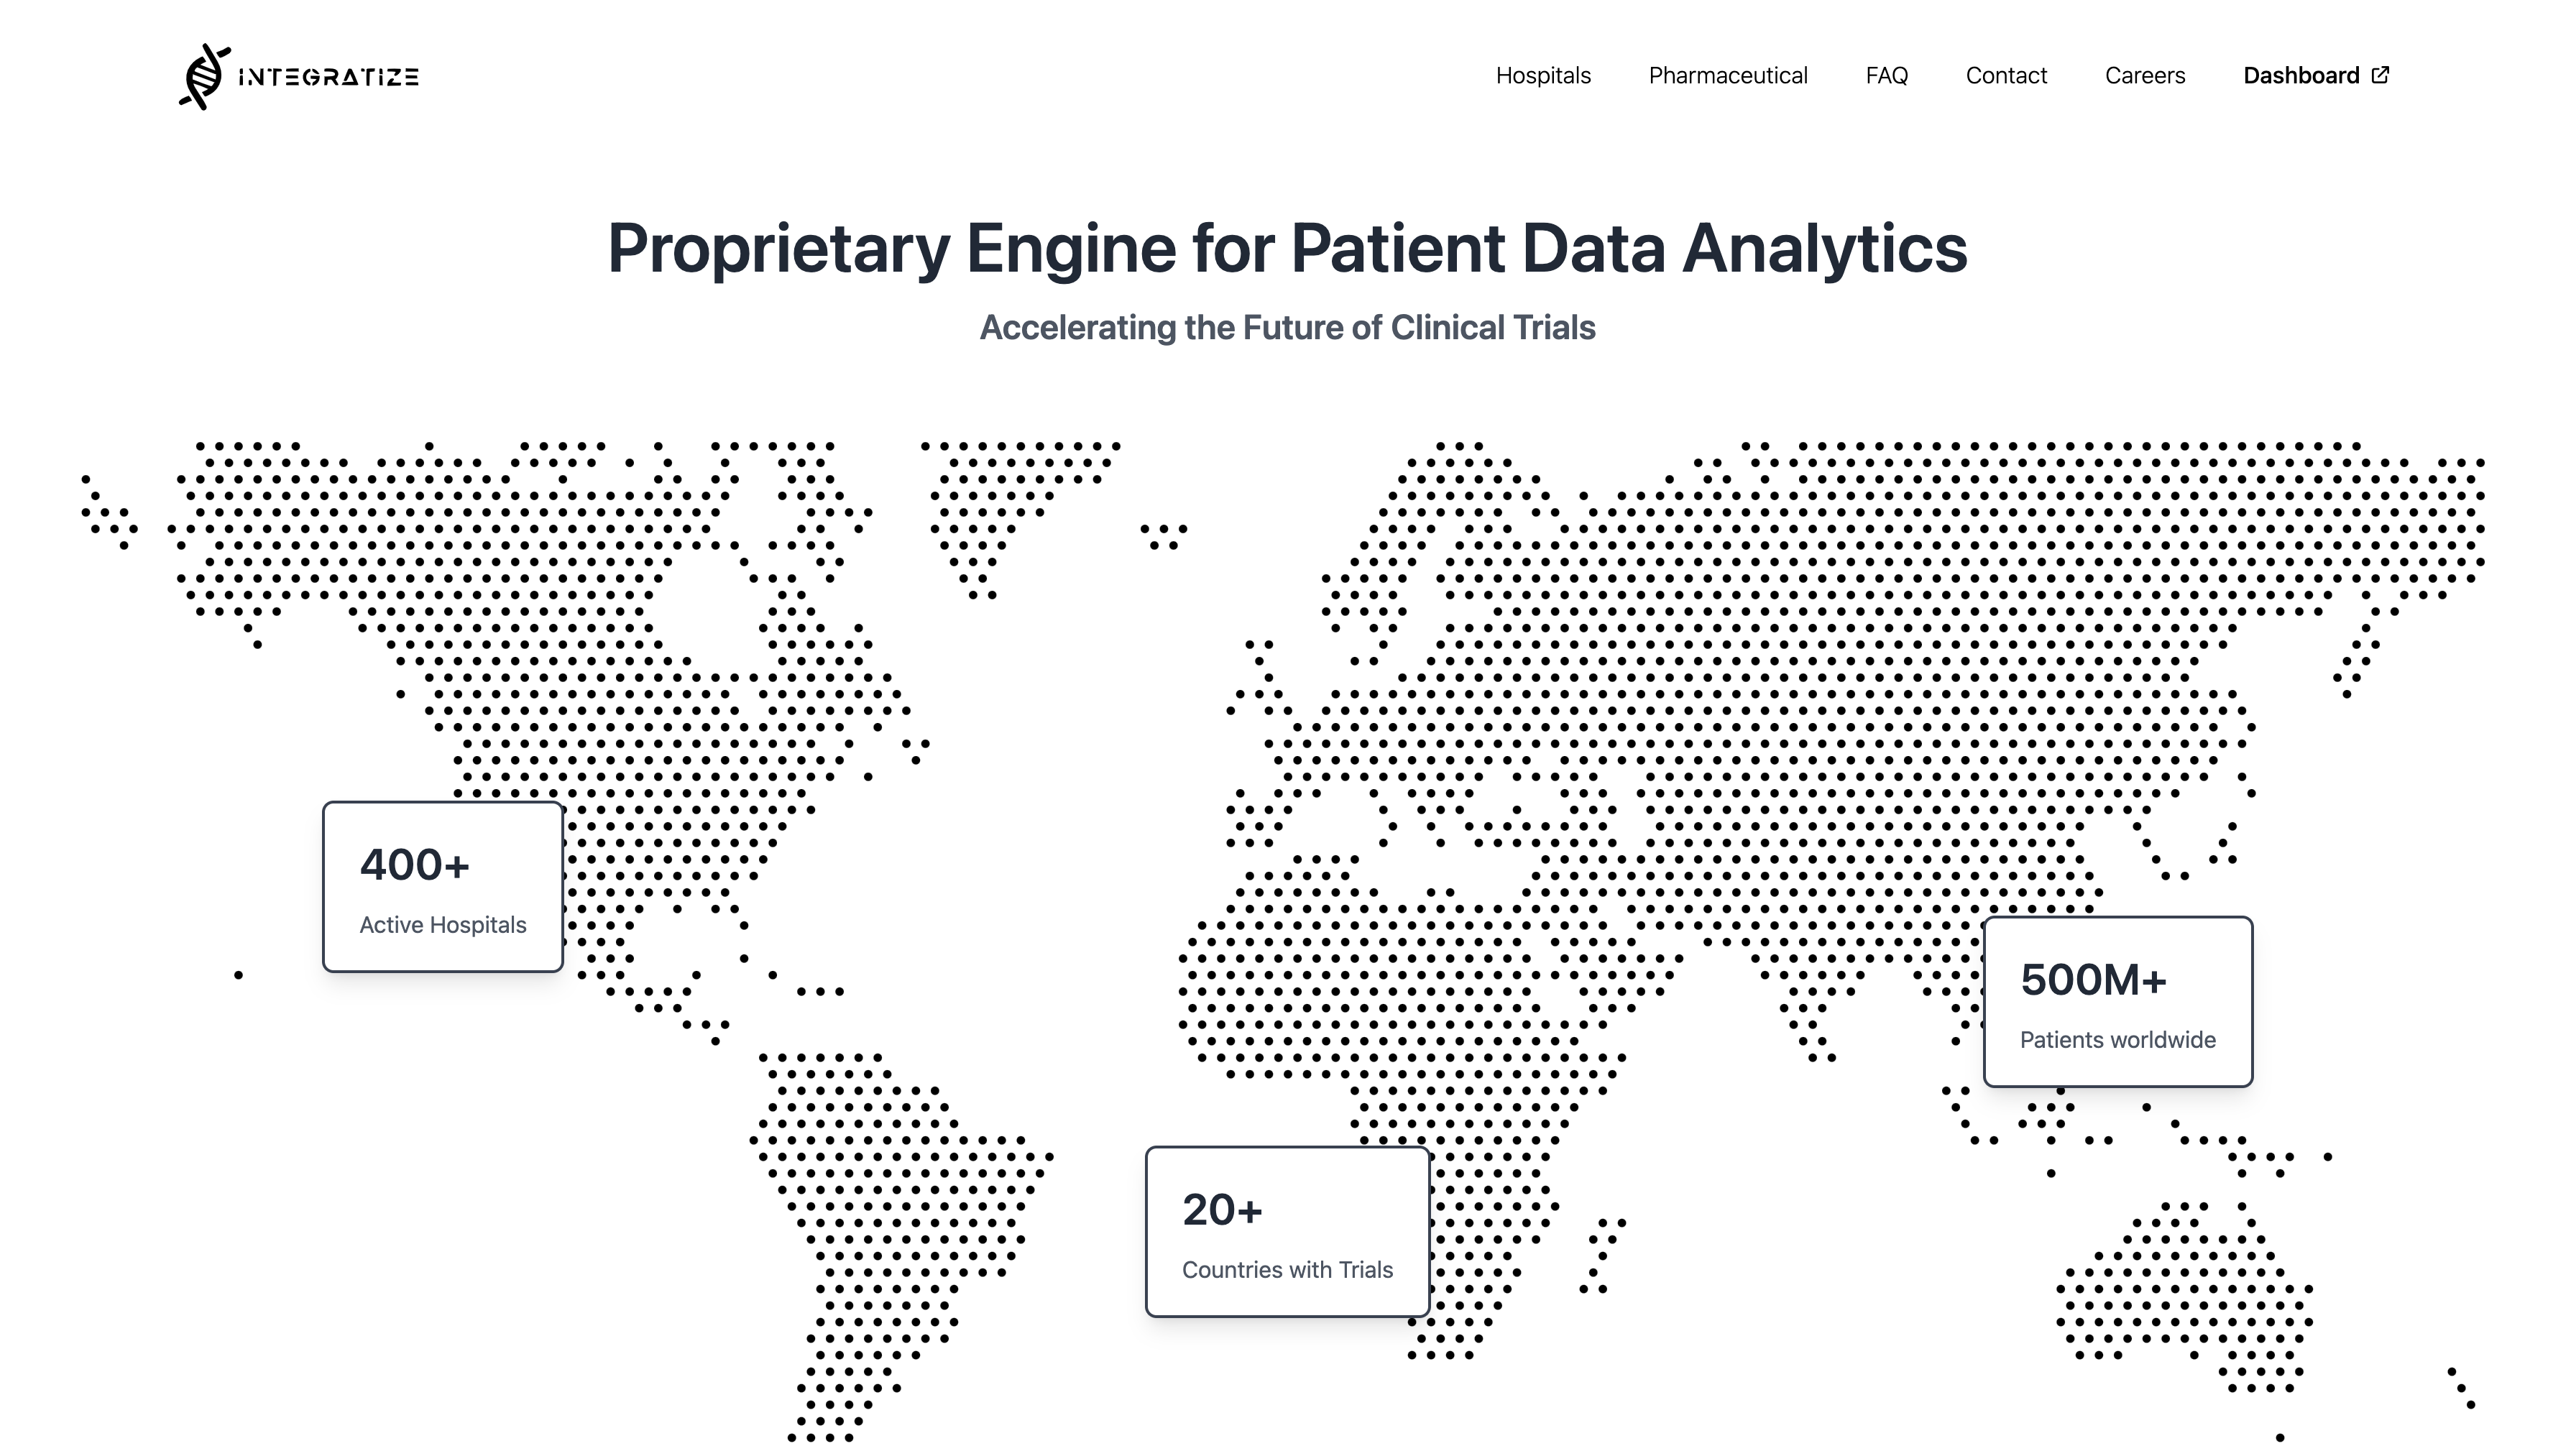 INTEGRATIZE
Hospitals Pharmaceutical FAQ Contact Careers Dashboard
Proprietary Engine for Patient Data Analytics
Accelerating the Future of Clinical Trials
400+
Active Hospitals
500M+
Patients worldwide
20+
Countries with Trials